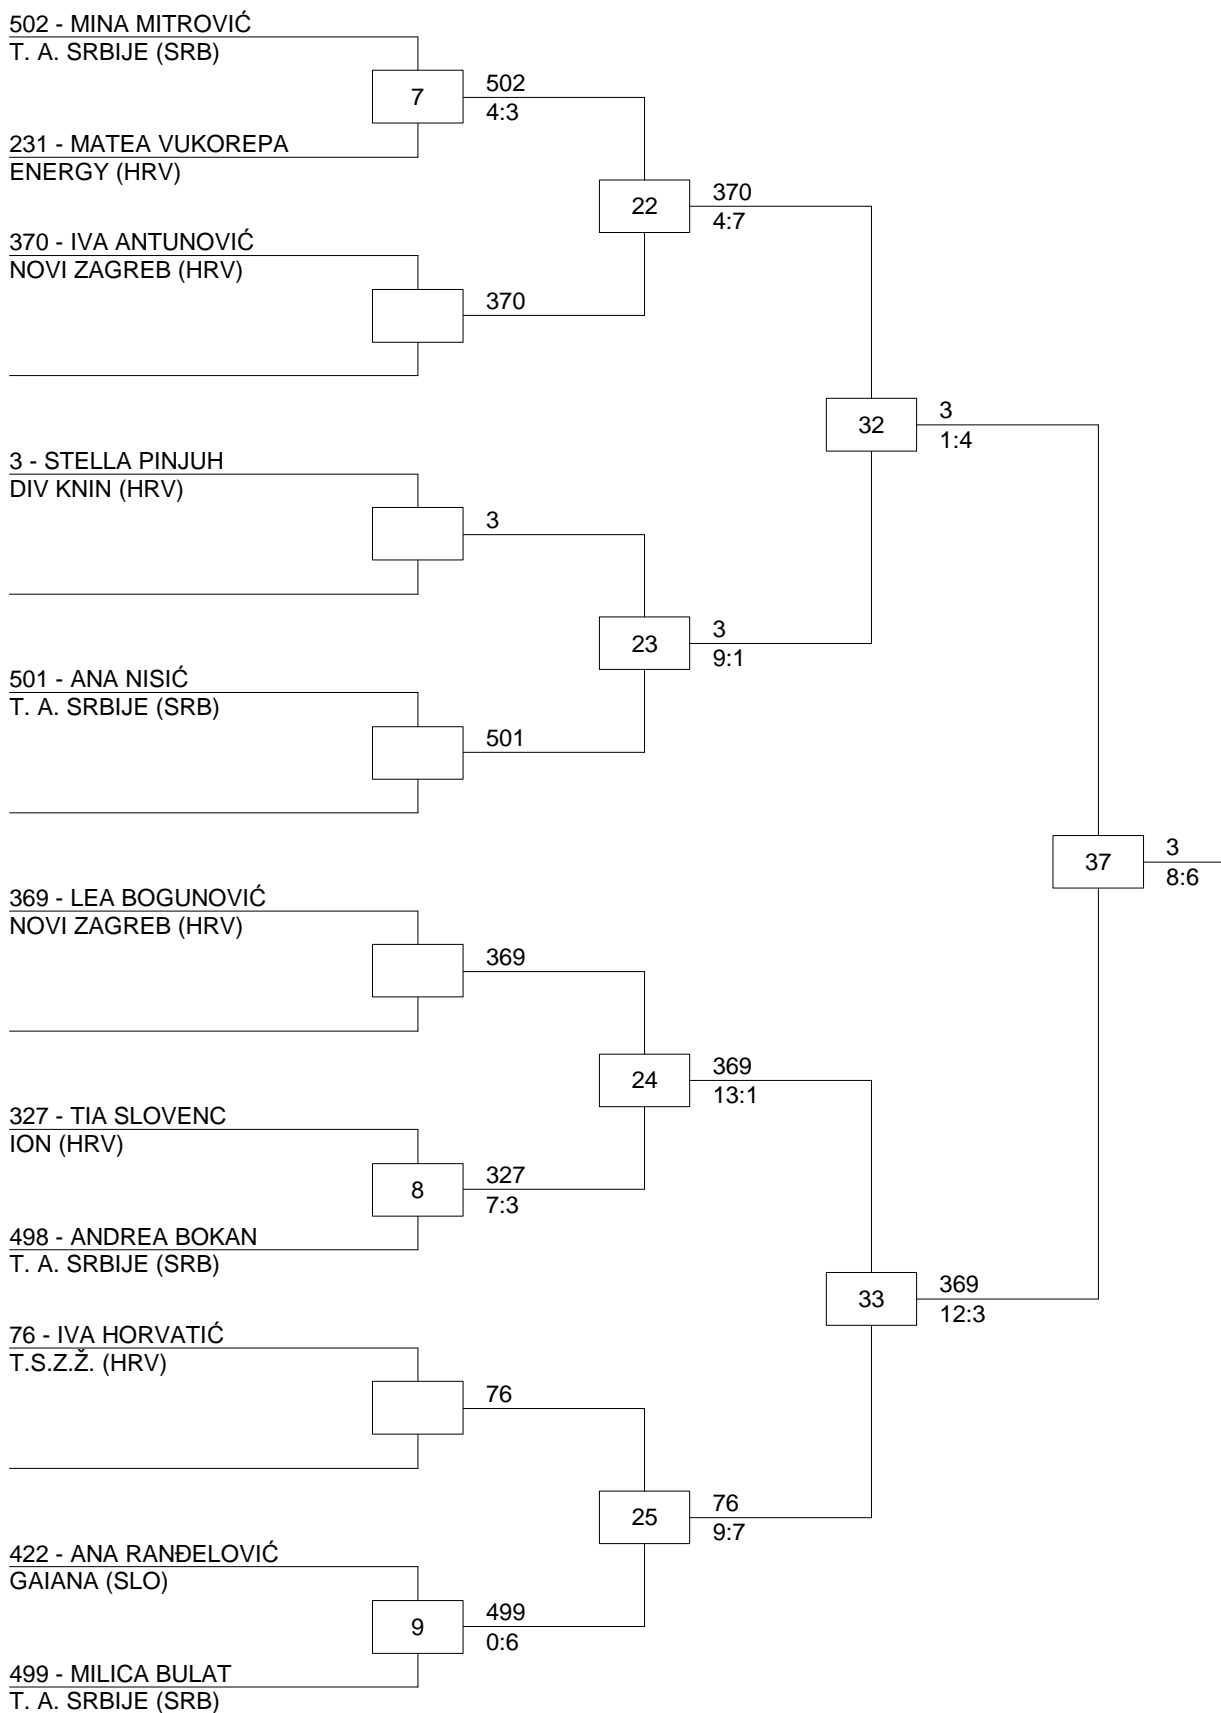 502 - MINA MITROVIĆ
T. A. SRBIJE (SRB)
502
7
4:3
231 - MATEA VUKOREPA
ENERGY (HRV)
370
22
4:7
370 - IVA ANTUNOVIĆ
NOVI ZAGREB (HRV)
370
3
32
1:4
3 - STELLA PINJUH
DIV KNIN (HRV)
3
3
23
9:1
501 - ANA NISIĆ
T. A. SRBIJE (SRB)
501
3
37
8:6
369 - LEA BOGUNOVIĆ
NOVI ZAGREB (HRV)
369
369
24
13:1
327 - TIA SLOVENC
ION (HRV)
327
8
7:3
498 - ANDREA BOKAN
T. A. SRBIJE (SRB)
369
33
12:3
76 - IVA HORVATIĆ
T.S.Z.Ž. (HRV)
76
76
25
9:7
422 - ANA RANĐELOVIĆ
GAIANA (SLO)
499
9
0:6
499 - MILICA BULAT
T. A. SRBIJE (SRB)